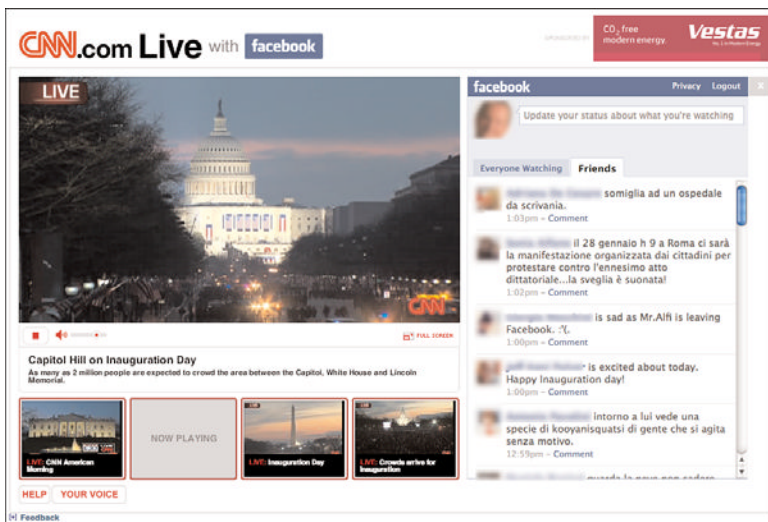 CNN.com Live with facebook
CO2 free
modern energy.
Vestas
No. 1 in Modern Energy
LIVE
CNN
FULL SCREEN
Capitol Hill on Inauguration Day
As many as 2 million people are expected to crowd the area between the Capitol, White House and Lincoln
Memorial.
LIVE: CNN American
Morning
NOW PLAYING
LIVE: Inauguration Day
LIVE: Crowds arrive for
inauguration
HELP
YOUR VOICE
[+] Feedback
facebook
Privacy Logout X
Update your status about what you're watching
Everyone Watching Friends
somiglia ad un ospedale
da scrivania.
1:03pm – Comment
il 28 gennaio h 9 a Roma ci sarà
la manifestazione organizzata dai cittadini per
protestare contro l'ennesimo atto
dittatoriale...la sveglia è suonata!
1:02pm – Comment
is sad as Mr.Alfi is leaving
Facebook. :'(.
1:00pm – Comment
is excited about today.
Happy Inauguration day!
1:00pm – Comment
intorno a lui vede una
specie di kooyanisquatsi di gente che si agita
senza motivo.
12:59pm – Comment